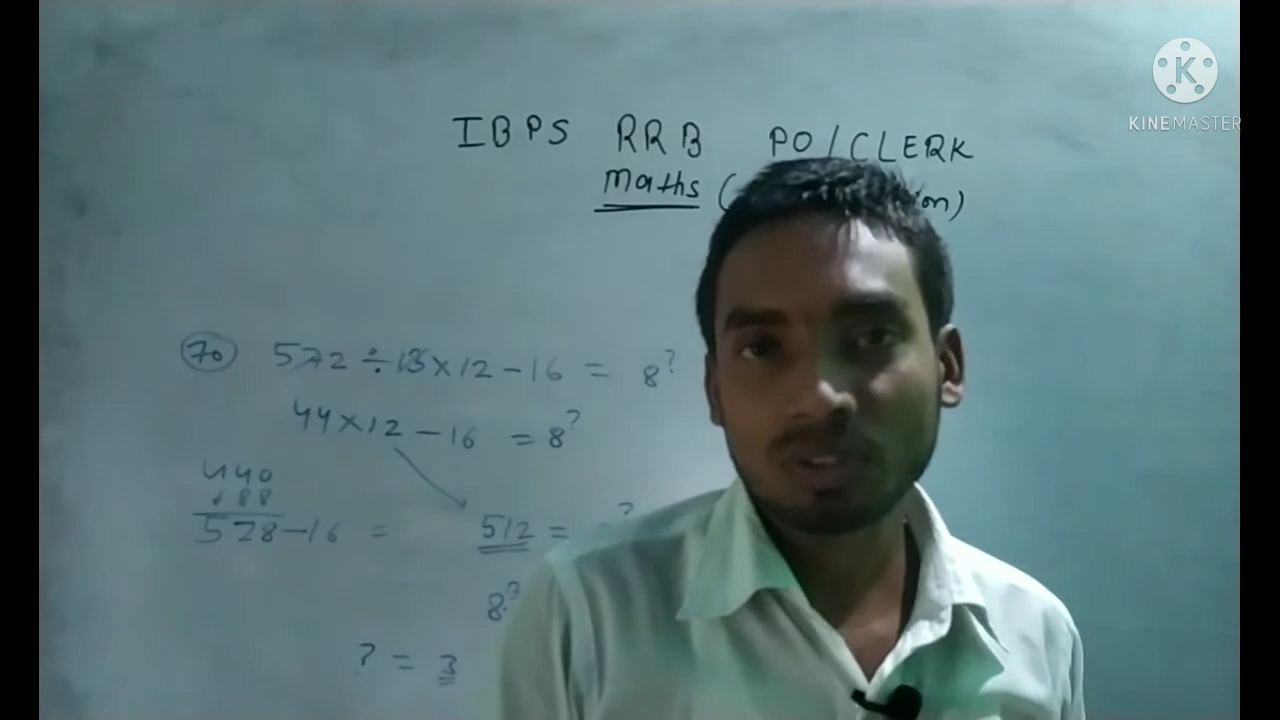 KINEMASTER
IBPS RRB PO/CLERK
Maths (
70 572 ÷ 13 × 12 - 16 = 8?
44 × 12 - 16 = 8?
440
+ 88
528 - 16 =
512 =
?
8³
? = 3